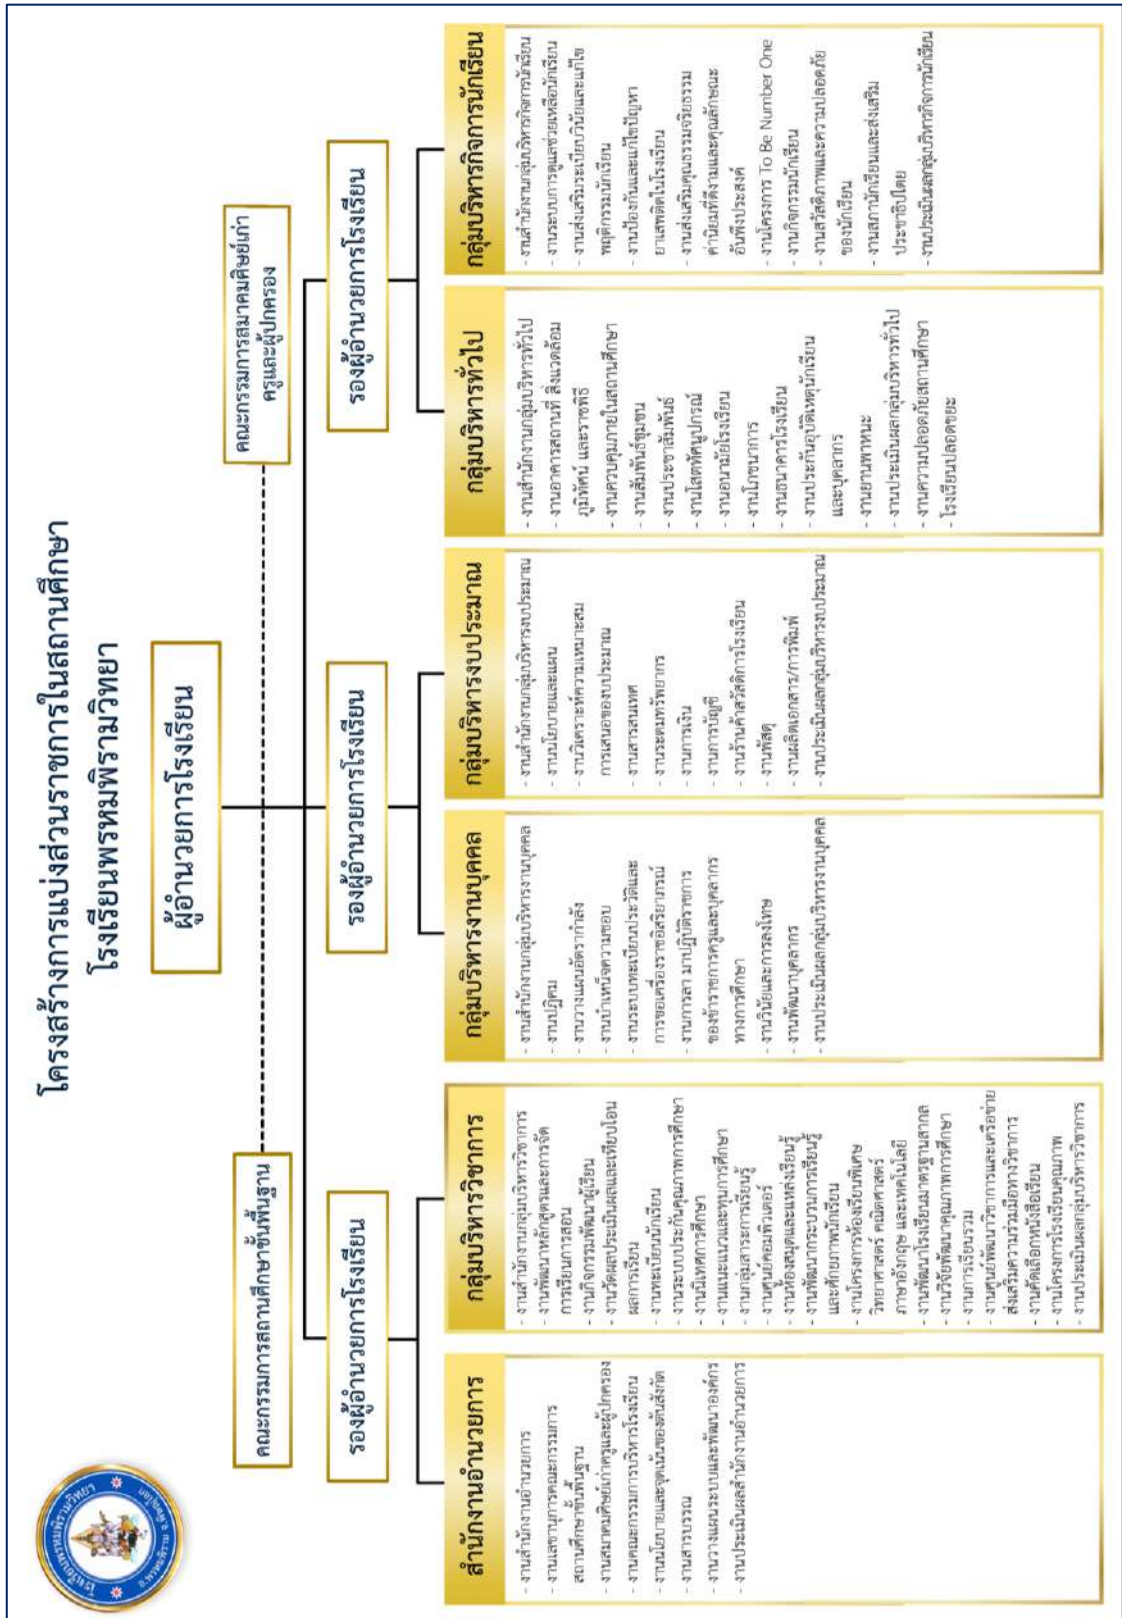 โครงสร้างการแบ่งส่วนราชการในสถานศึกษา
โรงเรียนพรหมพิรามวิทยา
โรงเรียนพรหมพิรามวิทยา
อ.พรหมพิราม จ.พิษณุโลก
ผู้อำนวยการโรงเรียน
คณะกรรมการสถานศึกษาขั้นพื้นฐาน
คณะกรรมการสมาคมศิษย์เก่า
ครูและผู้ปกครอง
รองผู้อำนวยการโรงเรียน
รองผู้อำนวยการโรงเรียน
รองผู้อำนวยการโรงเรียน
รองผู้อำนวยการโรงเรียน
สำนักงานอำนวยการ
- งานสำนักงานอำนวยการ
- งานเลขานุการคณะกรรมการ
สถานศึกษาขั้นพื้นฐาน
- งานสมาคมศิษย์เก่าครูและผู้ปกครอง
- งานคณะกรรมการบริหารโรงเรียน
- งานนโยบายและจุดเน้นของต้นสังกัด
- งานสารบรรณ
- งานวางแผนระบบและพัฒนาองค์กร
- งานประเมินผลสำนักงานอำนวยการ
กลุ่มบริหารวิชาการ
- งานสำนักงานกลุ่มบริหารวิชาการ
- งานพัฒนาหลักสูตรและการจัด
การเรียนการสอน
- งานกิจกรรมพัฒนาผู้เรียน
- งานวัดผลประเมินผลและเทียบโอน
ผลการเรียน
- งานทะเบียนนักเรียน
- งานระบบประกันคุณภาพการศึกษา
- งานนิเทศการศึกษา
- งานแนะแนวและทุนการศึกษา
- งานกลุ่มสาระการเรียนรู้
- งานศูนย์คอมพิวเตอร์
- งานห้องสมุดและแหล่งเรียนรู้
- งานพัฒนากระบวนการเรียนรู้
และศักยภาพนักเรียน
- งานโครงการห้องเรียนพิเศษ
วิทยาศาสตร์ คณิตศาสตร์
ภาษาอังกฤษ และเทคโนโลยี
- งานพัฒนาโรงเรียนมาตรฐานสากล
- งานวิจัยพัฒนาคุณภาพการศึกษา
- งานการเรียนรวม
- งานศูนย์พัฒนาวิชาการและเครือข่าย
ส่งเสริมความร่วมมือทางวิชาการ
- งานคัดเลือกหนังสือเรียน
- งานโครงการโรงเรียนคุณภาพ
- งานประเมินผลกลุ่มบริหารวิชาการ
กลุ่มบริหารงานบุคคล
- งานสำนักงานกลุ่มบริหารงานบุคคล
- งานปฏิคม
- งานวางแผนอัตรากำลัง
- งานบำเหน็จความชอบ
- งานระบบทะเบียนประวัติและ
การขอเครื่องราชอิสริยาภรณ์
- งานการลา มาปฏิบัติราชการ
ของข้าราชการครูและบุคลากร
ทางการศึกษา
- งานวินัยและการลงโทษ
- งานพัฒนาบุคลากร
- งานประเมินผลกลุ่มบริหารงานบุคคล
กลุ่มบริหารงบประมาณ
- งานสำนักงานกลุ่มบริหารงบประมาณ
- งานนโยบายและแผน
- งานวิเคราะห์ความเหมาะสม
การเสนอของบประมาณ
- งานสารสนเทศ
- งานระดมทรัพยากร
- งานการเงิน
- งานการบัญชี
- งานร้านค้าสวัสดิการโรงเรียน
- งานพัสดุ
- งานผลิตเอกสาร/การพิมพ์
- งานประเมินผลกลุ่มบริหารงบประมาณ
กลุ่มบริหารทั่วไป
- งานสำนักงานกลุ่มบริหารทั่วไป
- งานอาคารสถานที่ สิ่งแวดล้อม
ภูมิทัศน์ และราชพิธี
- งานควบคุมภายในสถานศึกษา
- งานสัมพันธ์ชุมชน
- งานประชาสัมพันธ์
- งานโสตทัศนูปกรณ์
- งานอนามัยโรงเรียน
- งานโภชนาการ
- งานธนาคารโรงเรียน
- งานประกันอุบัติเหตุนักเรียน
และบุคลากร
- งานยานพาหนะ
- งานประเมินผลกลุ่มบริหารทั่วไป
- งานความปลอดภัยสถานศึกษา
- โรงเรียนปลอดขยะ
กลุ่มบริหารกิจการนักเรียน
- งานสำนักงานกลุ่มบริหารกิจการนักเรียน
- งานระบบการดูแลช่วยเหลือนักเรียน
- งานส่งเสริมระเบียบวินัยและแก้ไข
พฤติกรรมนักเรียน
- งานป้องกันและแก้ไขปัญหา
ยาเสพติดในโรงเรียน
- งานส่งเสริมคุณธรรมจริยธรรม
ค่านิยมที่ดีงามและคุณลักษณะ
อันพึงประสงค์
- งานโครงการ To Be Number One
- งานกิจกรรมนักเรียน
- งานสวัสดิภาพและความปลอดภัย
ของนักเรียน
- งานสภานักเรียนและส่งเสริม
ประชาธิปไตย
- งานประเมินผลกลุ่มบริหารกิจการนักเรียน